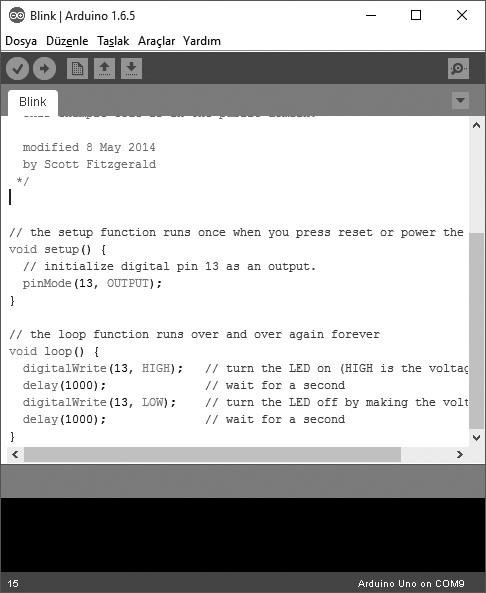 Blink | Arduino 1.6.5
Dosya Düzenle Taşlak Araçlar Yardım
Blink
modified 8 May 2014
by Scott Fitzgerald
*/
// the setup function runs once when you press reset or power the
void setup() {
// initialize digital pin 13 as an output.
pinMode(13, OUTPUT);
}
// the loop function runs over and over again forever
void loop() {
digitalWrite(13, HIGH); // turn the LED on (HIGH is the voltag
delay(1000); // wait for a second
digitalWrite(13, LOW); // turn the LED off by making the volt
delay(1000); // wait for a second
}
15 Arduino Uno on COM9